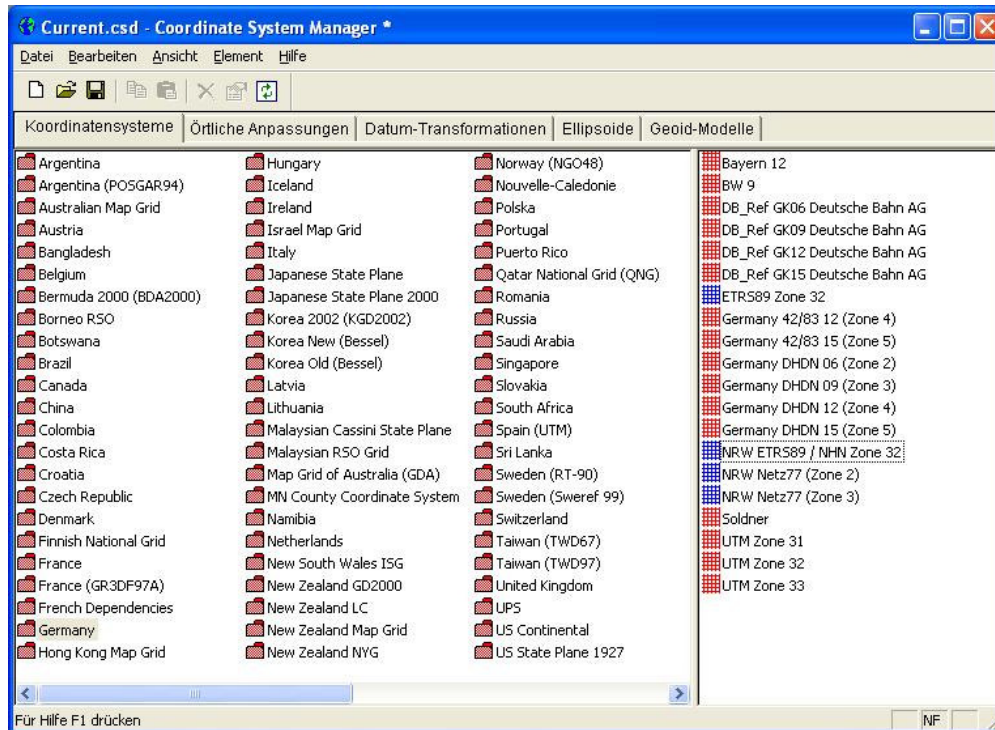 Current.csd - Coordinate System Manager *
Datei Bearbeiten Ansicht Element Hilfe
Koordinatensysteme Örtliche Anpassungen Datum-Transformationen Ellipsoide Geoid-Modelle
Argentina
Argentina (POSGAR94)
Australian Map Grid
Austria
Bangladesh
Belgium
Bermuda 2000 (BDA2000)
Borneo RSO
Botswana
Brazil
Canada
China
Colombia
Costa Rica
Croatia
Czech Republic
Denmark
Finnish National Grid
France
France (GR3DF97A)
French Dependencies
Germany
Hong Kong Map Grid
Hungary
Iceland
Ireland
Israel Map Grid
Italy
Japanese State Plane
Japanese State Plane 2000
Korea 2002 (KGD2002)
Korea New (Bessel)
Korea Old (Bessel)
Latvia
Lithuania
Malaysian Cassini State Plane
Malaysian RSO Grid
Map Grid of Australia (GDA)
MN County Coordinate System
Namibia
Netherlands
New South Wales ISG
New Zealand GD2000
New Zealand LC
New Zealand Map Grid
New Zealand NYG
Norway (NGO48)
Nouvelle-Caledonie
Polska
Portugal
Puerto Rico
Qatar National Grid (QNG)
Romania
Russia
Saudi Arabia
Singapore
Slovakia
South Africa
Spain (UTM)
Sri Lanka
Sweden (RT-90)
Sweden (Sweref 99)
Switzerland
Taiwan (TWD67)
Taiwan (TWD97)
United Kingdom
UPS
US Continental
US State Plane 1927
Bayern 12
BW 9
DB_Ref GK06 Deutsche Bahn AG
DB_Ref GK09 Deutsche Bahn AG
DB_Ref GK12 Deutsche Bahn AG
DB_Ref GK15 Deutsche Bahn AG
ETRS89 Zone 32
Germany 42/83 12 (Zone 4)
Germany 42/83 15 (Zone 5)
Germany DHDN 06 (Zone 2)
Germany DHDN 09 (Zone 3)
Germany DHDN 12 (Zone 4)
Germany DHDN 15 (Zone 5)
NRW ETRS89 / NHN Zone 32
NRW Netz77 (Zone 2)
NRW Netz77 (Zone 3)
Soldner
UTM Zone 31
UTM Zone 32
UTM Zone 33
Für Hilfe F1 drücken
NF